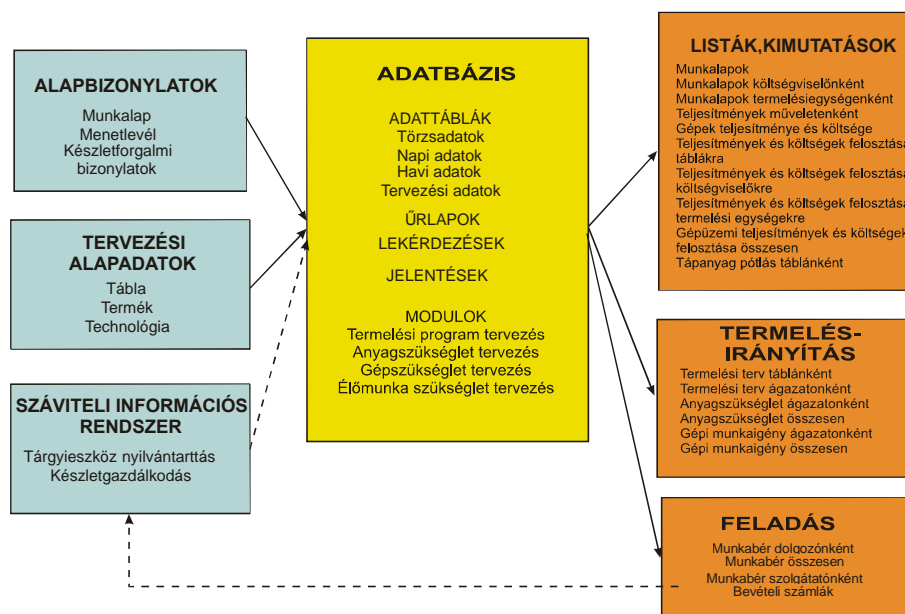 ALAPBIZONYLATOK
Munkalap
Menetlevél
Készletforgalmi
bizonylatok
TERVEZÉSI
ALAPADATOK
Tábla
Termék
Technológia
SZÁVITELI INFORMÁCIÓS
RENDSZER
Tárgyieszköz nyilvántarttás
Készletgazdálkodás
ADATBÁZIS
ADATTÁBLÁK
Törzsadatok
Napi adatok
Havi adatok
Tervezési adatok
ŰRLAPOK
LEKÉRDEZÉSEK
JELENTÉSEK
MODULOK
Termelési program tervezés
Anyagszükséglet tervezés
Gépszükséglet tervezés
Élőmunka szükséglet tervezés
LISTÁK,KIMUTATÁSOK
Munkalapok
Munkalapok költségviselőnként
Munkalapok termelésiegységenként
Teljesítmények műveletenként
Gépek teljesítménye és költsége
Teljesítmények és költségek felosztása
táblákra
Teljesítmények és költségek felosztása
költségviselőkre
Teljesítmények és költségek felosztása
termelési egységekre
Gépüzemi teljesítmények és költségek
felosztása összesen
Tápanyag pótlás táblánként
TERMELÉS-
IRÁNYÍTÁS
Termelési terv táblánként
Termelési terv ágazatonként
Anyagszükséglet ágazatonként
Anyagszükséglet összesen
Gépi munkaigény ágazatonként
Gépi munkaigény összesen
FELADÁS
Munkabér dolgozónként
Munkabér összesen
Munkabér szolgátatónként
Bevételi számlák